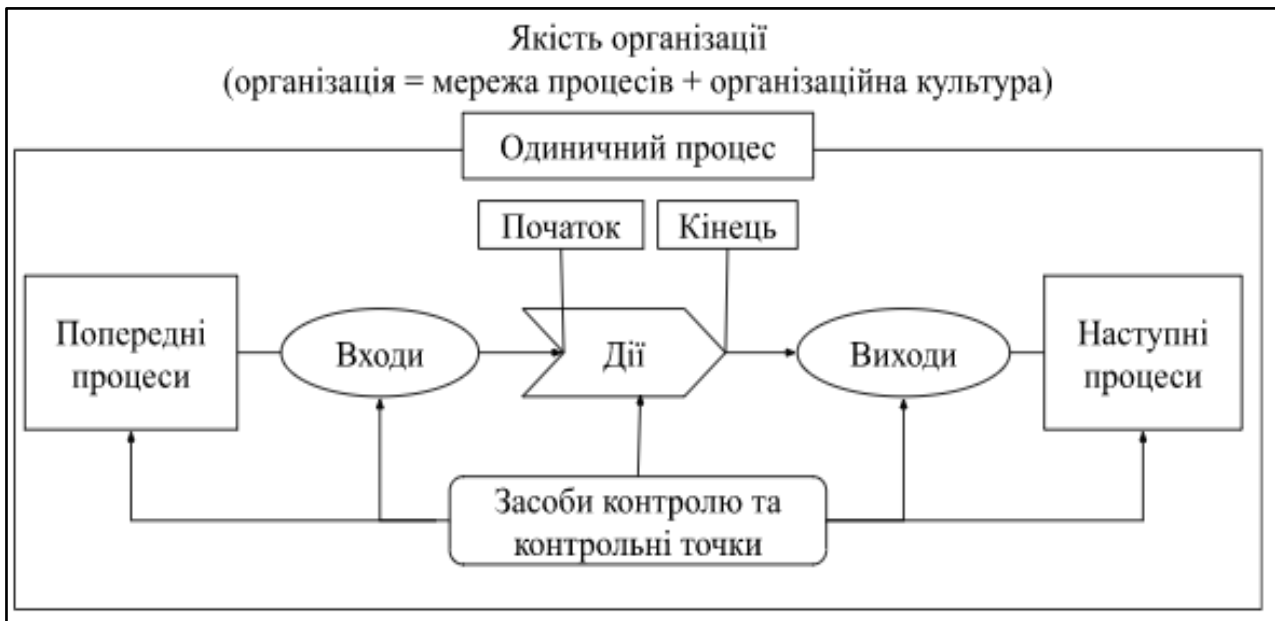 Якість організації
(організація = мережа процесів + організаційна культура)
Одиничний процес
Початок
Кінець
Попередні
процеси
Входи
Дії
Виходи
Наступні
процеси
Засоби контролю та
контрольні точки